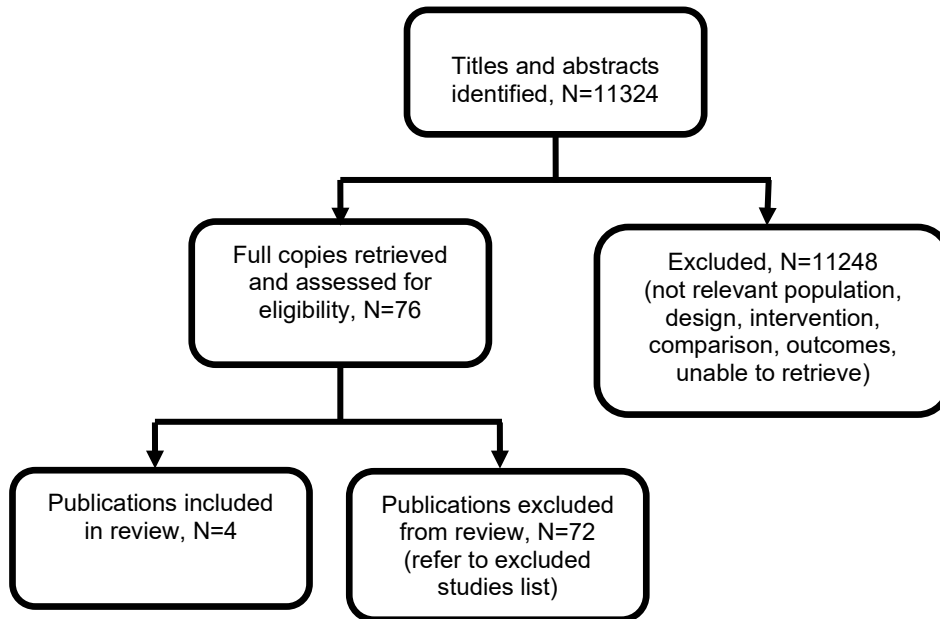 Titles and abstracts
identified, N=11324
Full copies retrieved
and assessed for
eligibility, N=76
Excluded, N=11248
(not relevant population,
design, intervention,
comparison, outcomes,
unable to retrieve)
Publications included
in review, N=4
Publications excluded
from review, N=72
(refer to excluded
studies list)